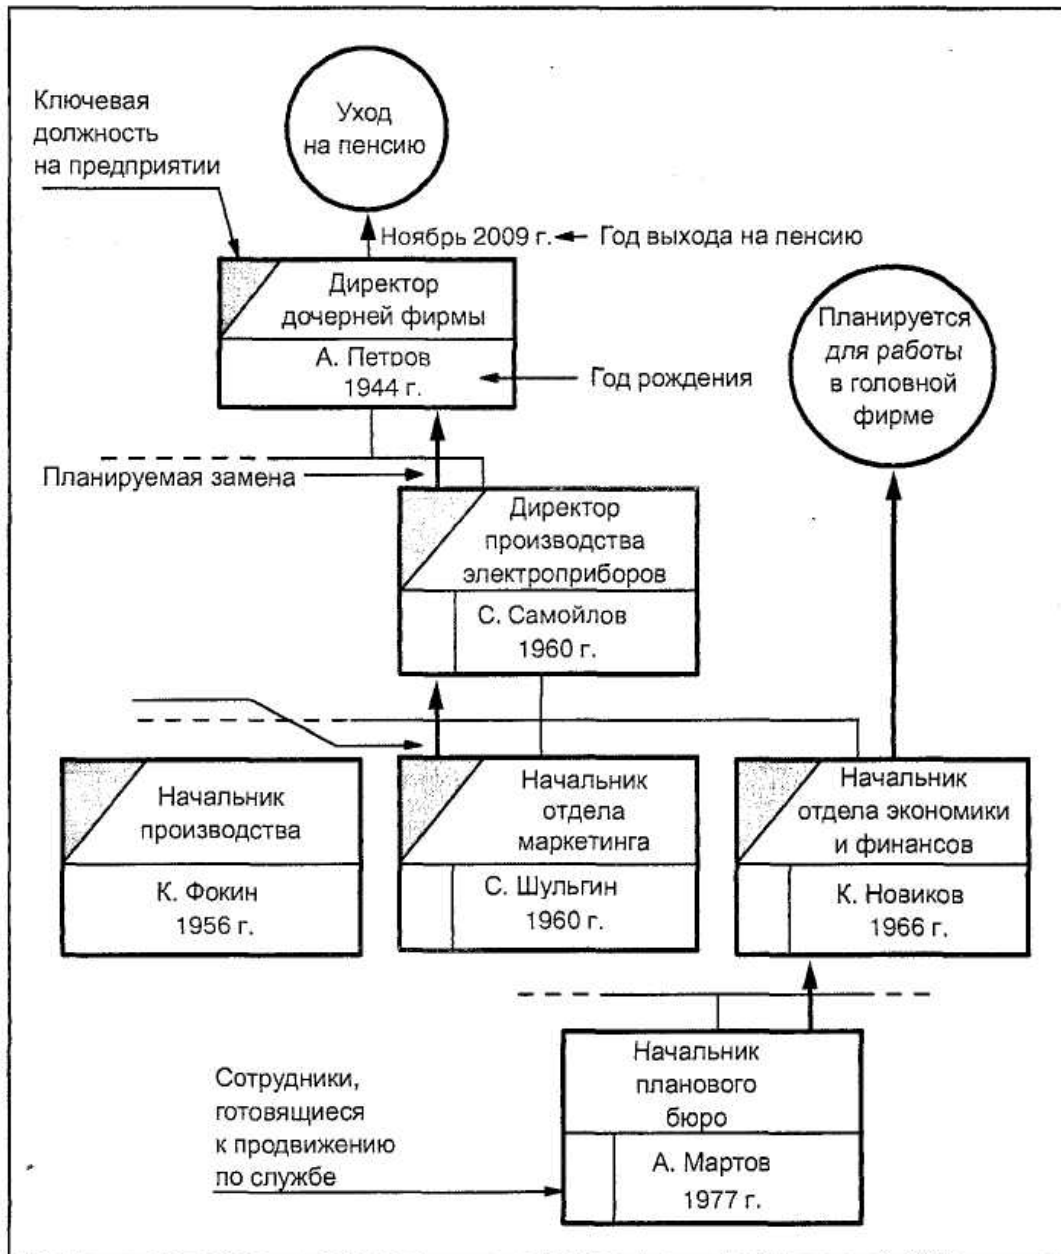 Уход
на пенсию
Ключевая
должность
на предприятии
Ноябрь 2009 г.
Год выхода на пенсию
Директор
дочерней фирмы
А. Петров
1944 г.
Год рождения
Планируется
для работы
в головной
фирме
Планируемая замена
Директор
производства
электроприборов
С. Самойлов
1960 г.
Начальник
производства
К. Фокин
1956 г.
Начальник
отдела
маркетинга
С. Шульгин
1960 г.
Начальник
отдела экономики
и финансов
К. Новиков
1966 г.
Начальник
планового
бюро
А. Мартов
1977 г.
Сотрудники,
готовящиеся
к продвижению
по службе